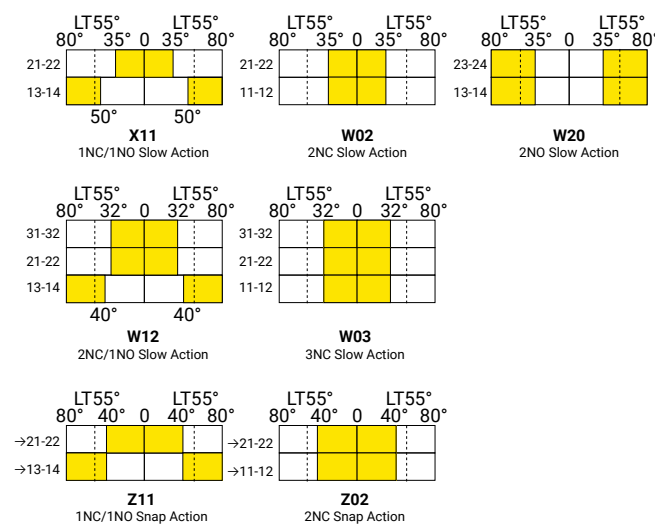 LT55° LT55°
80° 35° 0 35° 80°
21-22
13-14
50° 50°
X11
1NC/1NO Slow Action
LT55° LT55°
80° 35° 0 35° 80°
21-22
11-12
W02
2NC Slow Action
LT55° LT55°
80° 35° 0 35° 80°
23-24
13-14
W20
2NO Slow Action
LT55° LT55°
80° 32° 0 32° 80°
31-32
21-22
13-14
40° 40°
W12
2NC/1NO Slow Action
LT55° LT55°
80° 32° 0 32° 80°
31-32
21-22
11-12
W03
3NC Slow Action
LT55° LT55°
80° 40° 0 40° 80°
→21-22
→13-14
Z11
1NC/1NO Snap Action
LT55° LT55°
80° 40° 0 40° 80°
→21-22
→11-12
Z02
2NC Snap Action